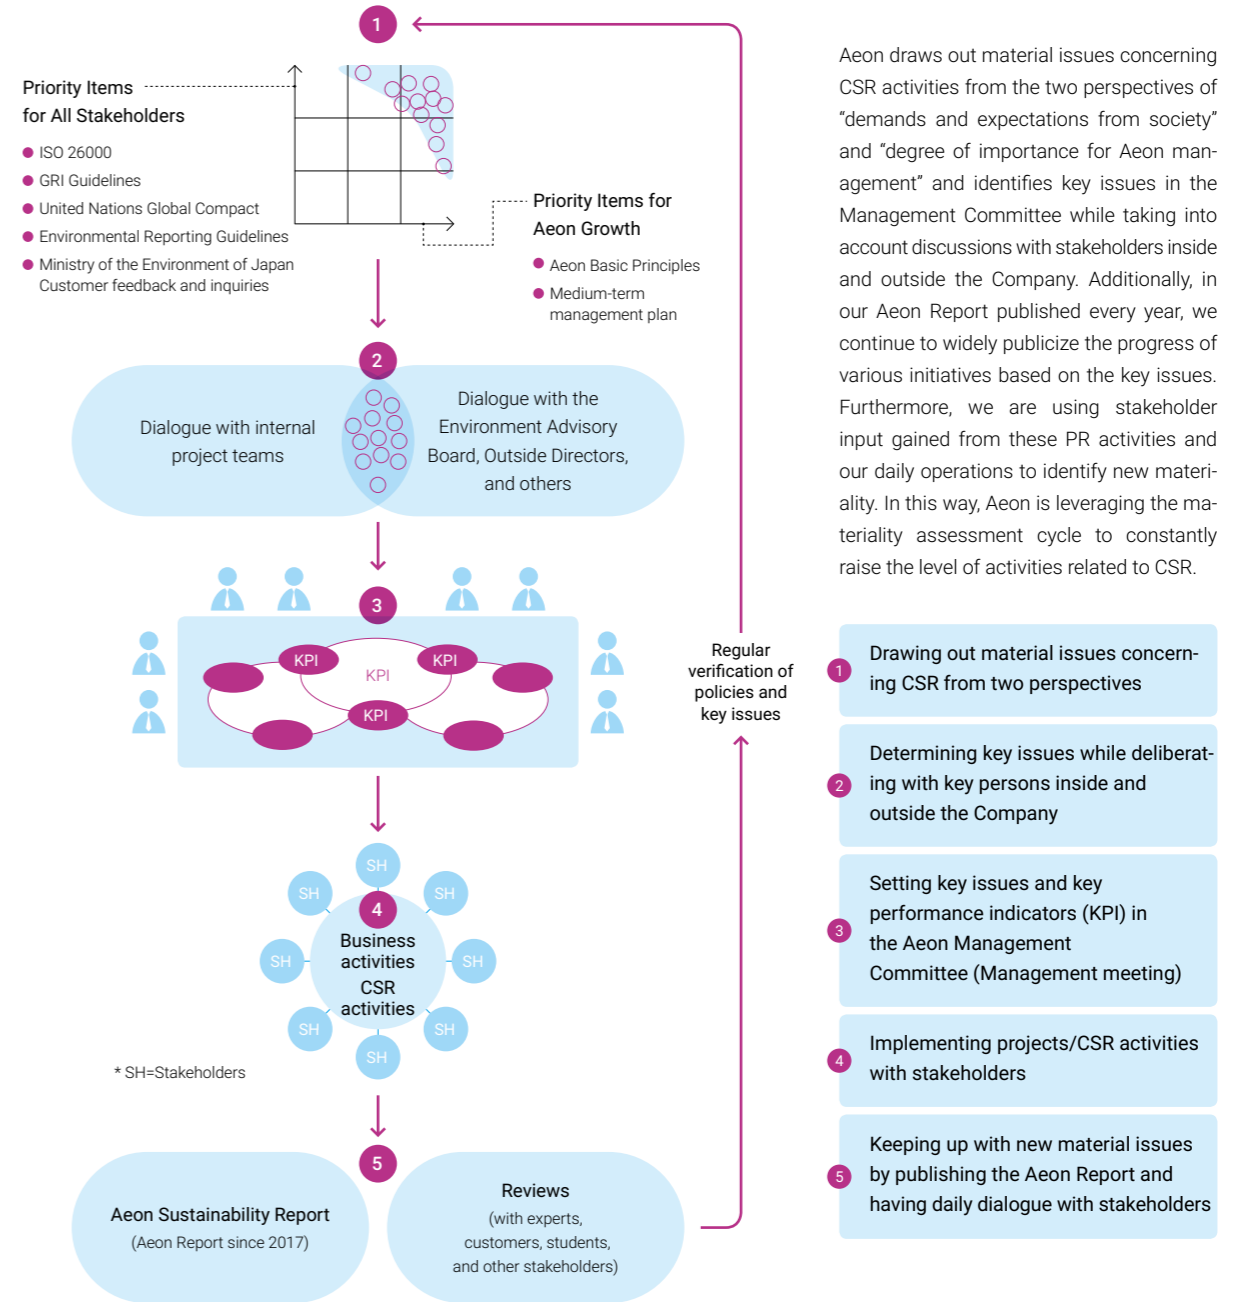 1
Priority Items
for All Stakeholders
ISO 26000
GRI Guidelines
United Nations Global Compact
Environmental Reporting Guidelines
Ministry of the Environment of Japan
Customer feedback and inquiries
Priority Items for
Aeon Growth
Aeon Basic Principles
Medium-term
management plan
2
Dialogue with internal
project teams
Dialogue with the
Environment Advisory
Board, Outside Directors,
and others
3
KPI
KPI
KPI
KPI
Regular
verification of
policies and
key issues
SH
SH
SH
4
Business
activities
CSR
activities
SH
SH
SH
SH
SH
* SH=Stakeholders
5
Aeon Sustainability Report
(Aeon Report since 2017)
Reviews
(with experts,
customers, students,
and other stakeholders)
Aeon draws out material issues concerning
CSR activities from the two perspectives of
“demands and expectations from society”
and “degree of importance for Aeon man-
agement” and identifies key issues in the
Management Committee while taking into
account discussions with stakeholders inside
and outside the Company. Additionally, in
our Aeon Report published every year, we
continue to widely publicize the progress of
various initiatives based on the key issues.
Furthermore, we are using stakeholder
input gained from these PR activities and
our daily operations to identify new materi-
ality. In this way, Aeon is leveraging the ma-
teriality assessment cycle to constantly
raise the level of activities related to CSR.
1
Drawing out material issues concern-
ing CSR from two perspectives
2
Determining key issues while deliberat-
ing with key persons inside and
outside the Company
3
Setting key issues and key
performance indicators (KPI) in
the Aeon Management
Committee (Management meeting)
4
Implementing projects/CSR activities
with stakeholders
5
Keeping up with new material issues
by publishing the Aeon Report and
having daily dialogue with stakeholders